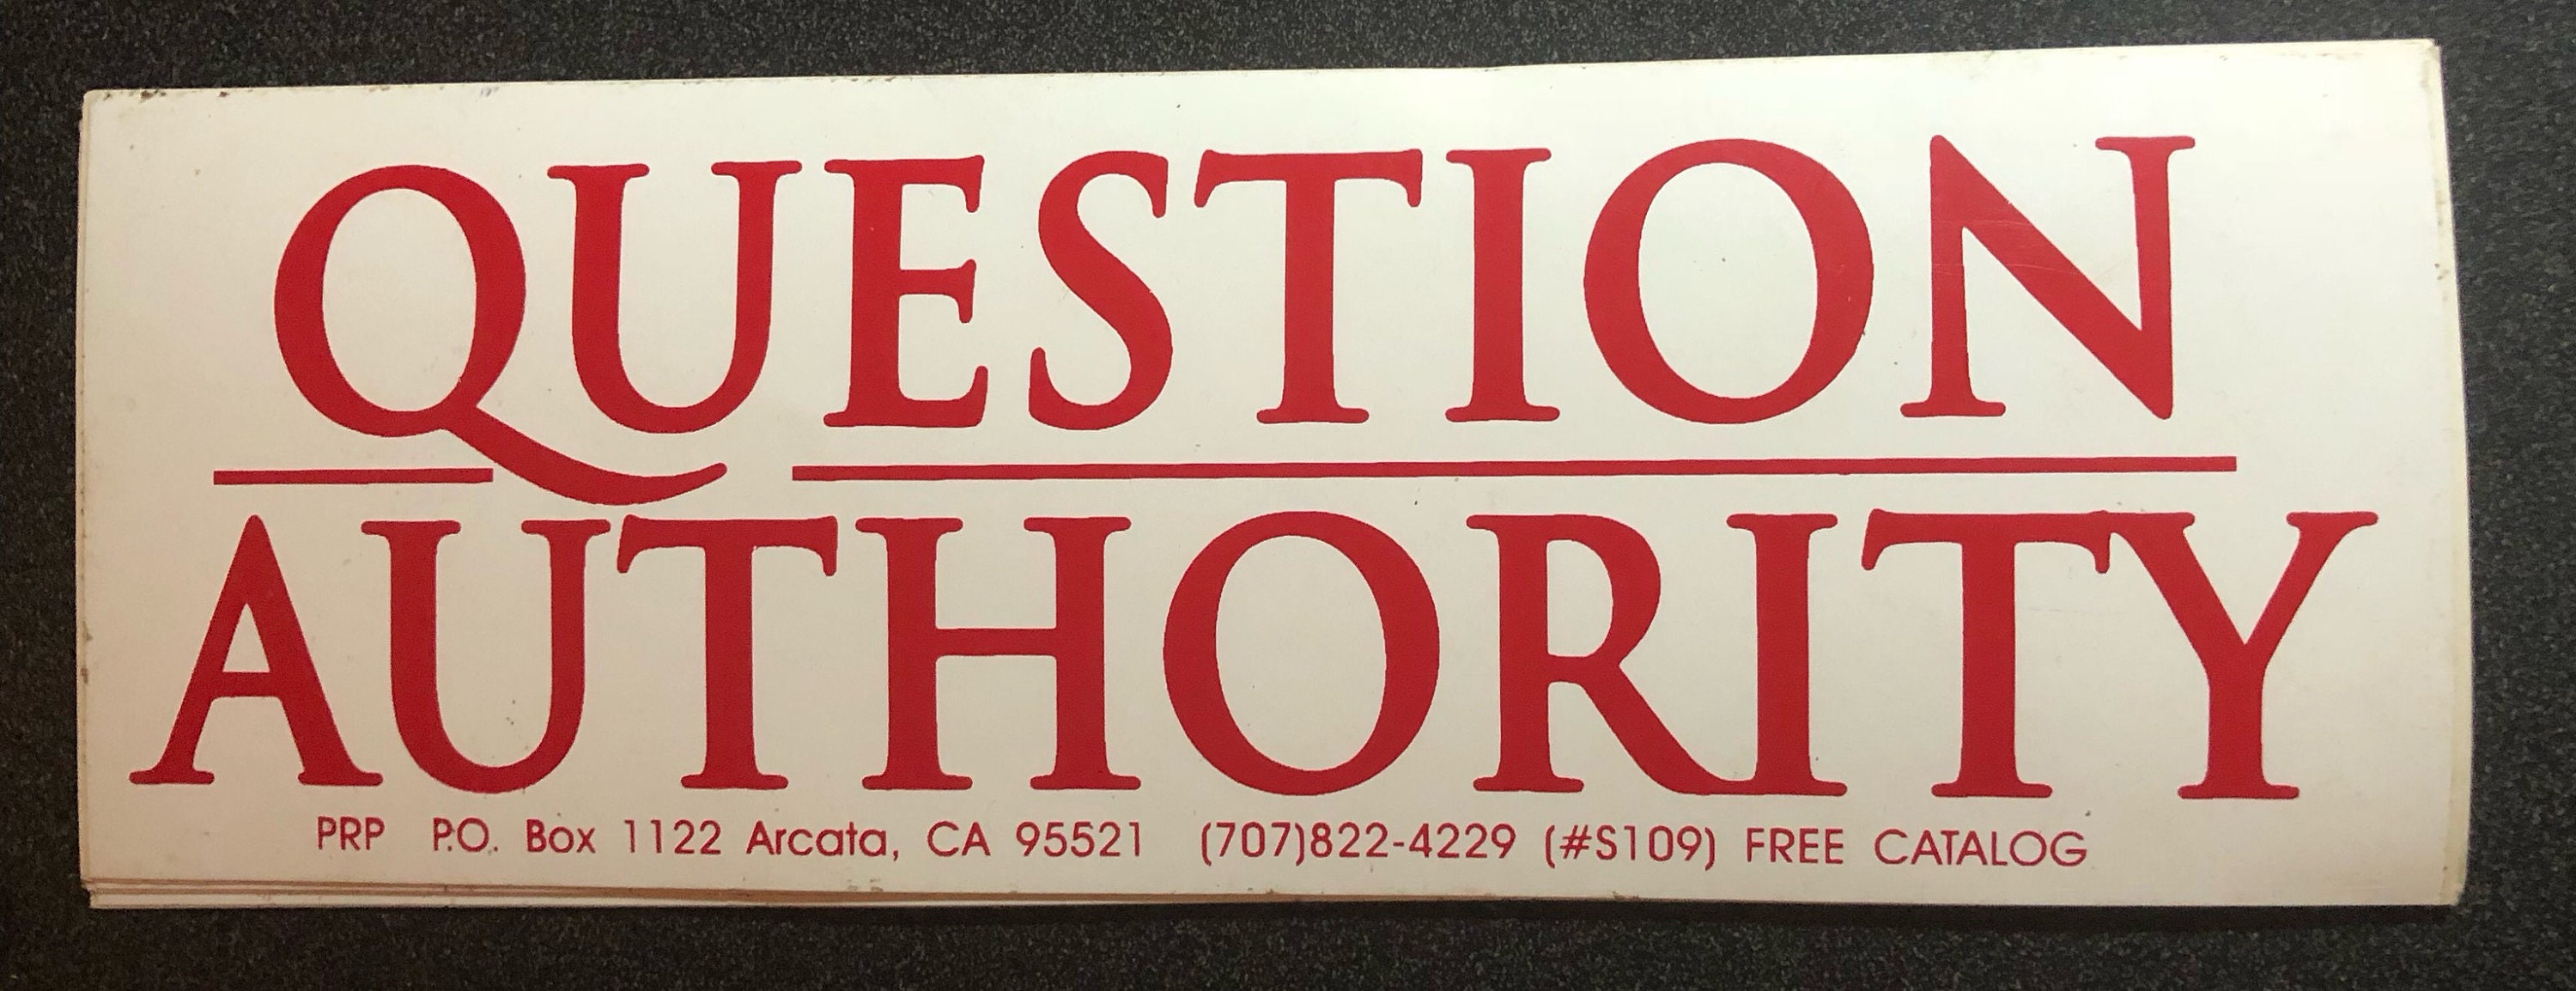 QUESTION
AUTHORITY
PRP P.O. Box 1122 Arcata, CA 95521 (707)822-4229 (#S109) FREE CATALOG